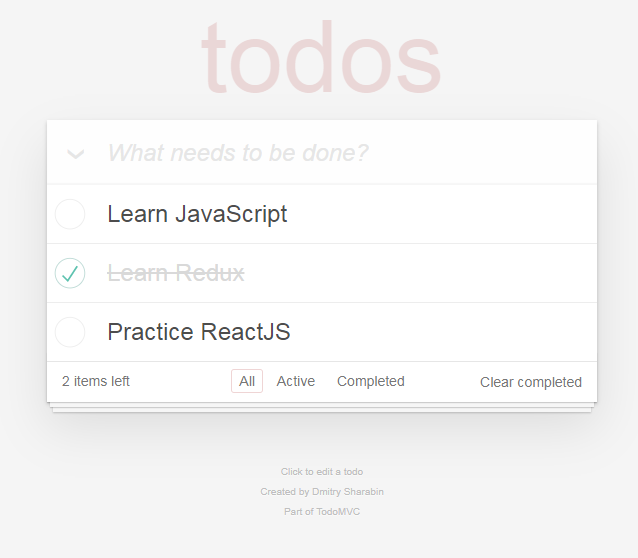 todos
What needs to be done?
Learn JavaScript
Learn Redux
Practice ReactJS
2 items left All Active Completed Clear completed
Click to edit a todo
Created by Dmitry Sharabin
Part of TodoMVC